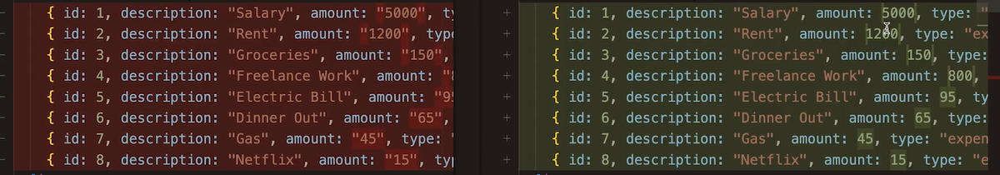 { id: 1, description: "Salary", amount: "5000", ty
{ id: 2, description: "Rent", amount: "1200", type
{ id: 3, description: "Groceries", amount: "150",
{ id: 4, description: "Freelance Work", amount: "8
{ id: 5, description: "Electric Bill", amount: "95
{ id: 6, description: "Dinner Out", amount: "65",
{ id: 7, description: "Gas", amount: "45", type: "
{ id: 8, description: "Netflix", amount: "15", typ
+ { id: 1, description: "Salary", amount: 5000, type: "
+ { id: 2, description: "Rent", amount: 1200, type: "ex
+ { id: 3, description: "Groceries", amount: 150, type:
+ { id: 4, description: "Freelance Work", amount: 800,
+ { id: 5, description: "Electric Bill", amount: 95, ty
+ { id: 6, description: "Dinner Out", amount: 65, type:
+ { id: 7, description: "Gas", amount: 45, type: "expen
+ { id: 8, description: "Netflix", amount: 15, type: "e